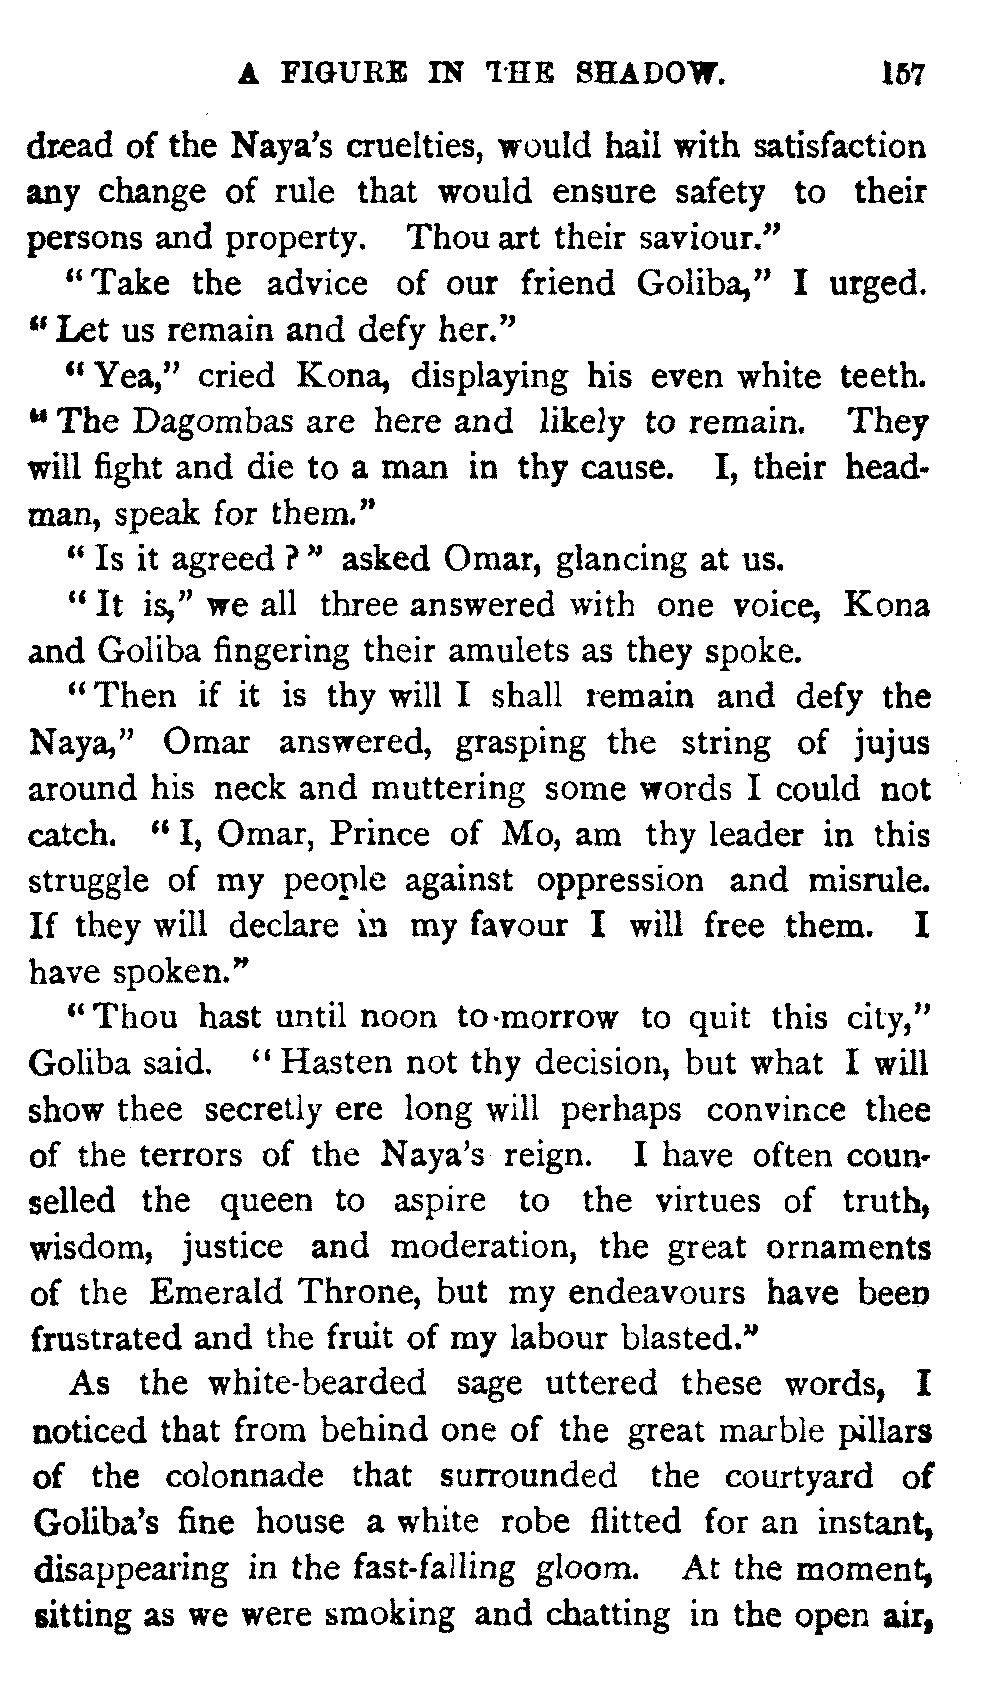 A FIGURE IN THE SHADOW. 157
dread of the Naya's cruelties, would hail with satisfaction
any change of rule that would ensure safety to their
persons and property. Thou art their saviour."
"Take the advice of our friend Goliba," I urged.
"Let us remain and defy her."
"Yea," cried Kona, displaying his even white teeth.
"The Dagombas are here and likely to remain. They
will fight and die to a man in thy cause. I, their head-
man, speak for them."
"Is it agreed?" asked Omar, glancing at us.
"It is," we all three answered with one voice, Kona
and Goliba fingering their amulets as they spoke.
"Then if it is thy will I shall remain and defy the
Naya," Omar answered, grasping the string of jujus
around his neck and muttering some words I could not
catch. "I, Omar, Prince of Mo, am thy leader in this
struggle of my people against oppression and misrule.
If they will declare in my favour I will free them. I
have spoken."
"Thou hast until noon to-morrow to quit this city,"
Goliba said. "Hasten not thy decision, but what I will
show thee secretly ere long will perhaps convince thee
of the terrors of the Naya's reign. I have often coun-
selled the queen to aspire to the virtues of truth,
wisdom, justice and moderation, the great ornaments
of the Emerald Throne, but my endeavours have been
frustrated and the fruit of my labour blasted."
As the white-bearded sage uttered these words, I
noticed that from behind one of the great marble pillars
of the colonnade that surrounded the courtyard of
Goliba's fine house a white robe flitted for an instant,
disappearing in the fast-falling gloom. At the moment,
sitting as we were smoking and chatting in the open air,